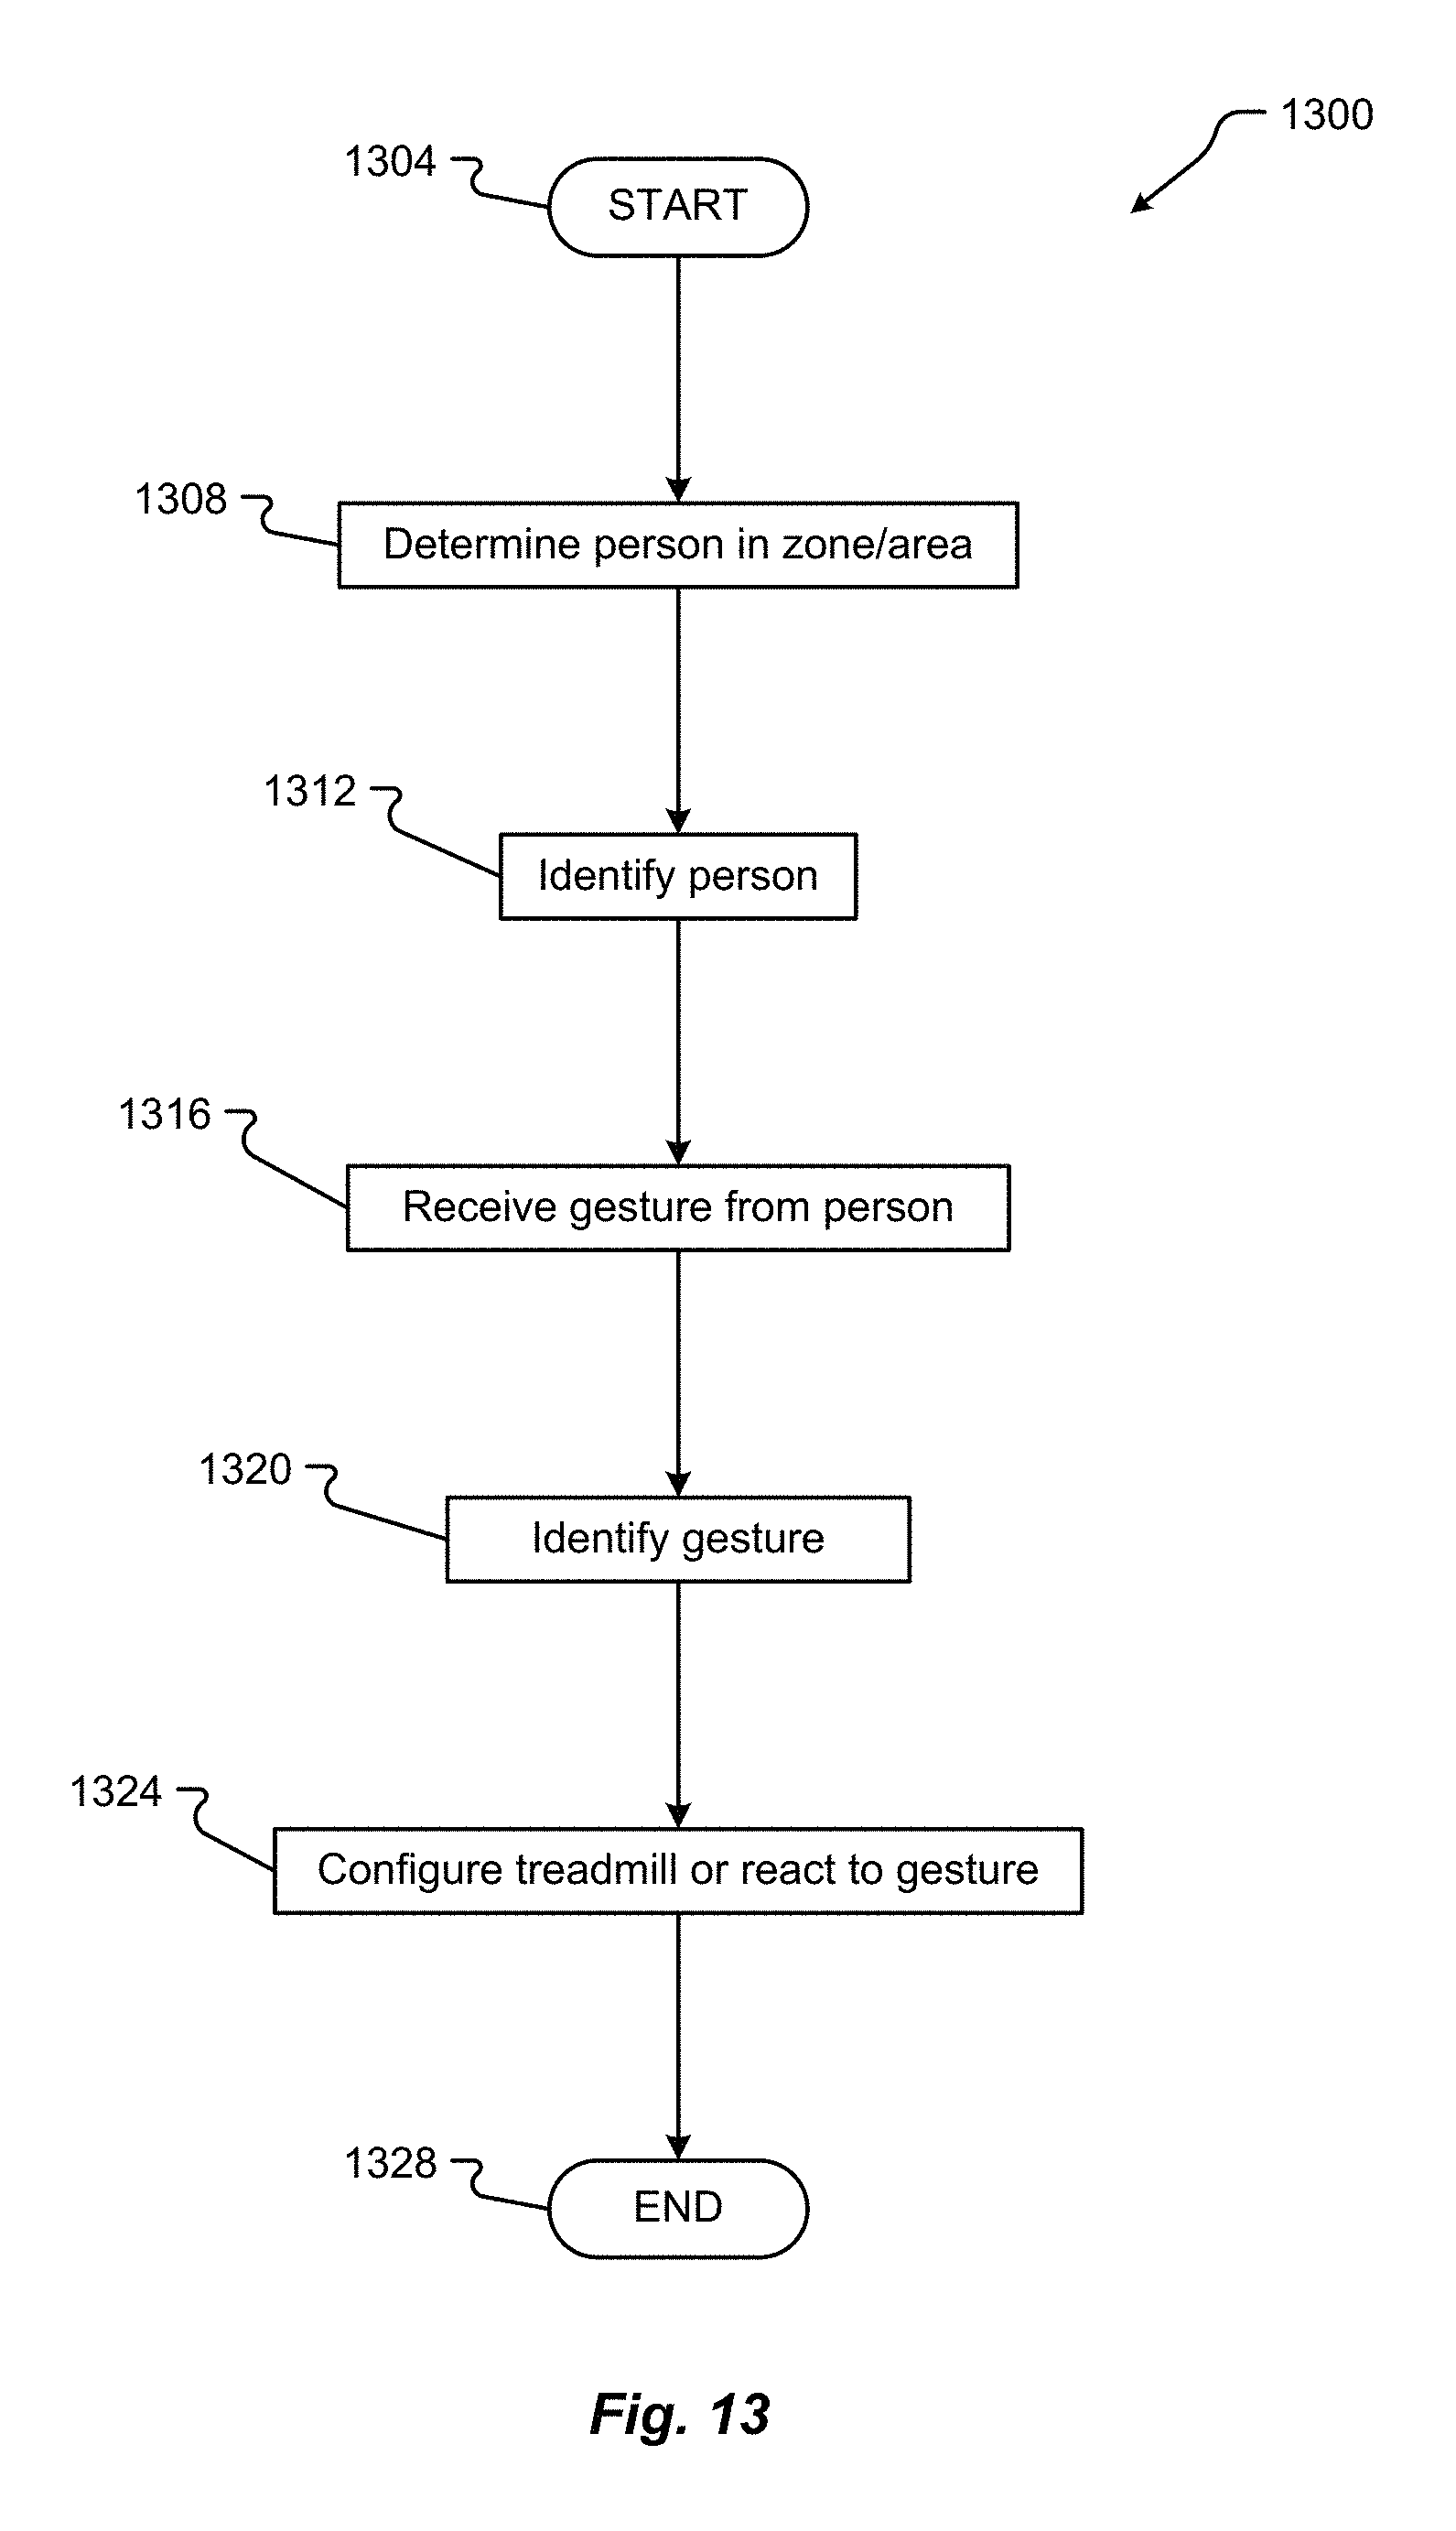 1300
1304
START
1308
Determine person in zone/area
1312
Identify person
1316
Receive gesture from person
1320
Identify gesture
1324
Configure treadmill or react to gesture
1328
END
Fig. 13